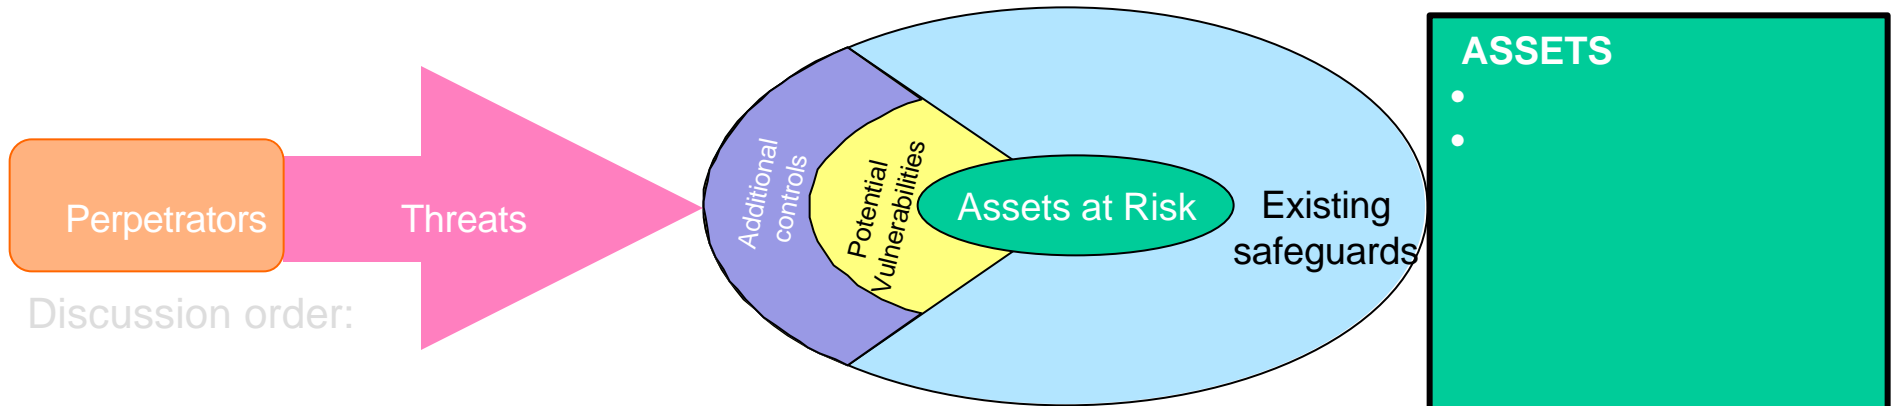 Perpetrators
Threats
Discussion order:
Additional
controls
Potential
Vulnerabilities
Assets at Risk
Existing
safeguards
ASSETS
•
•